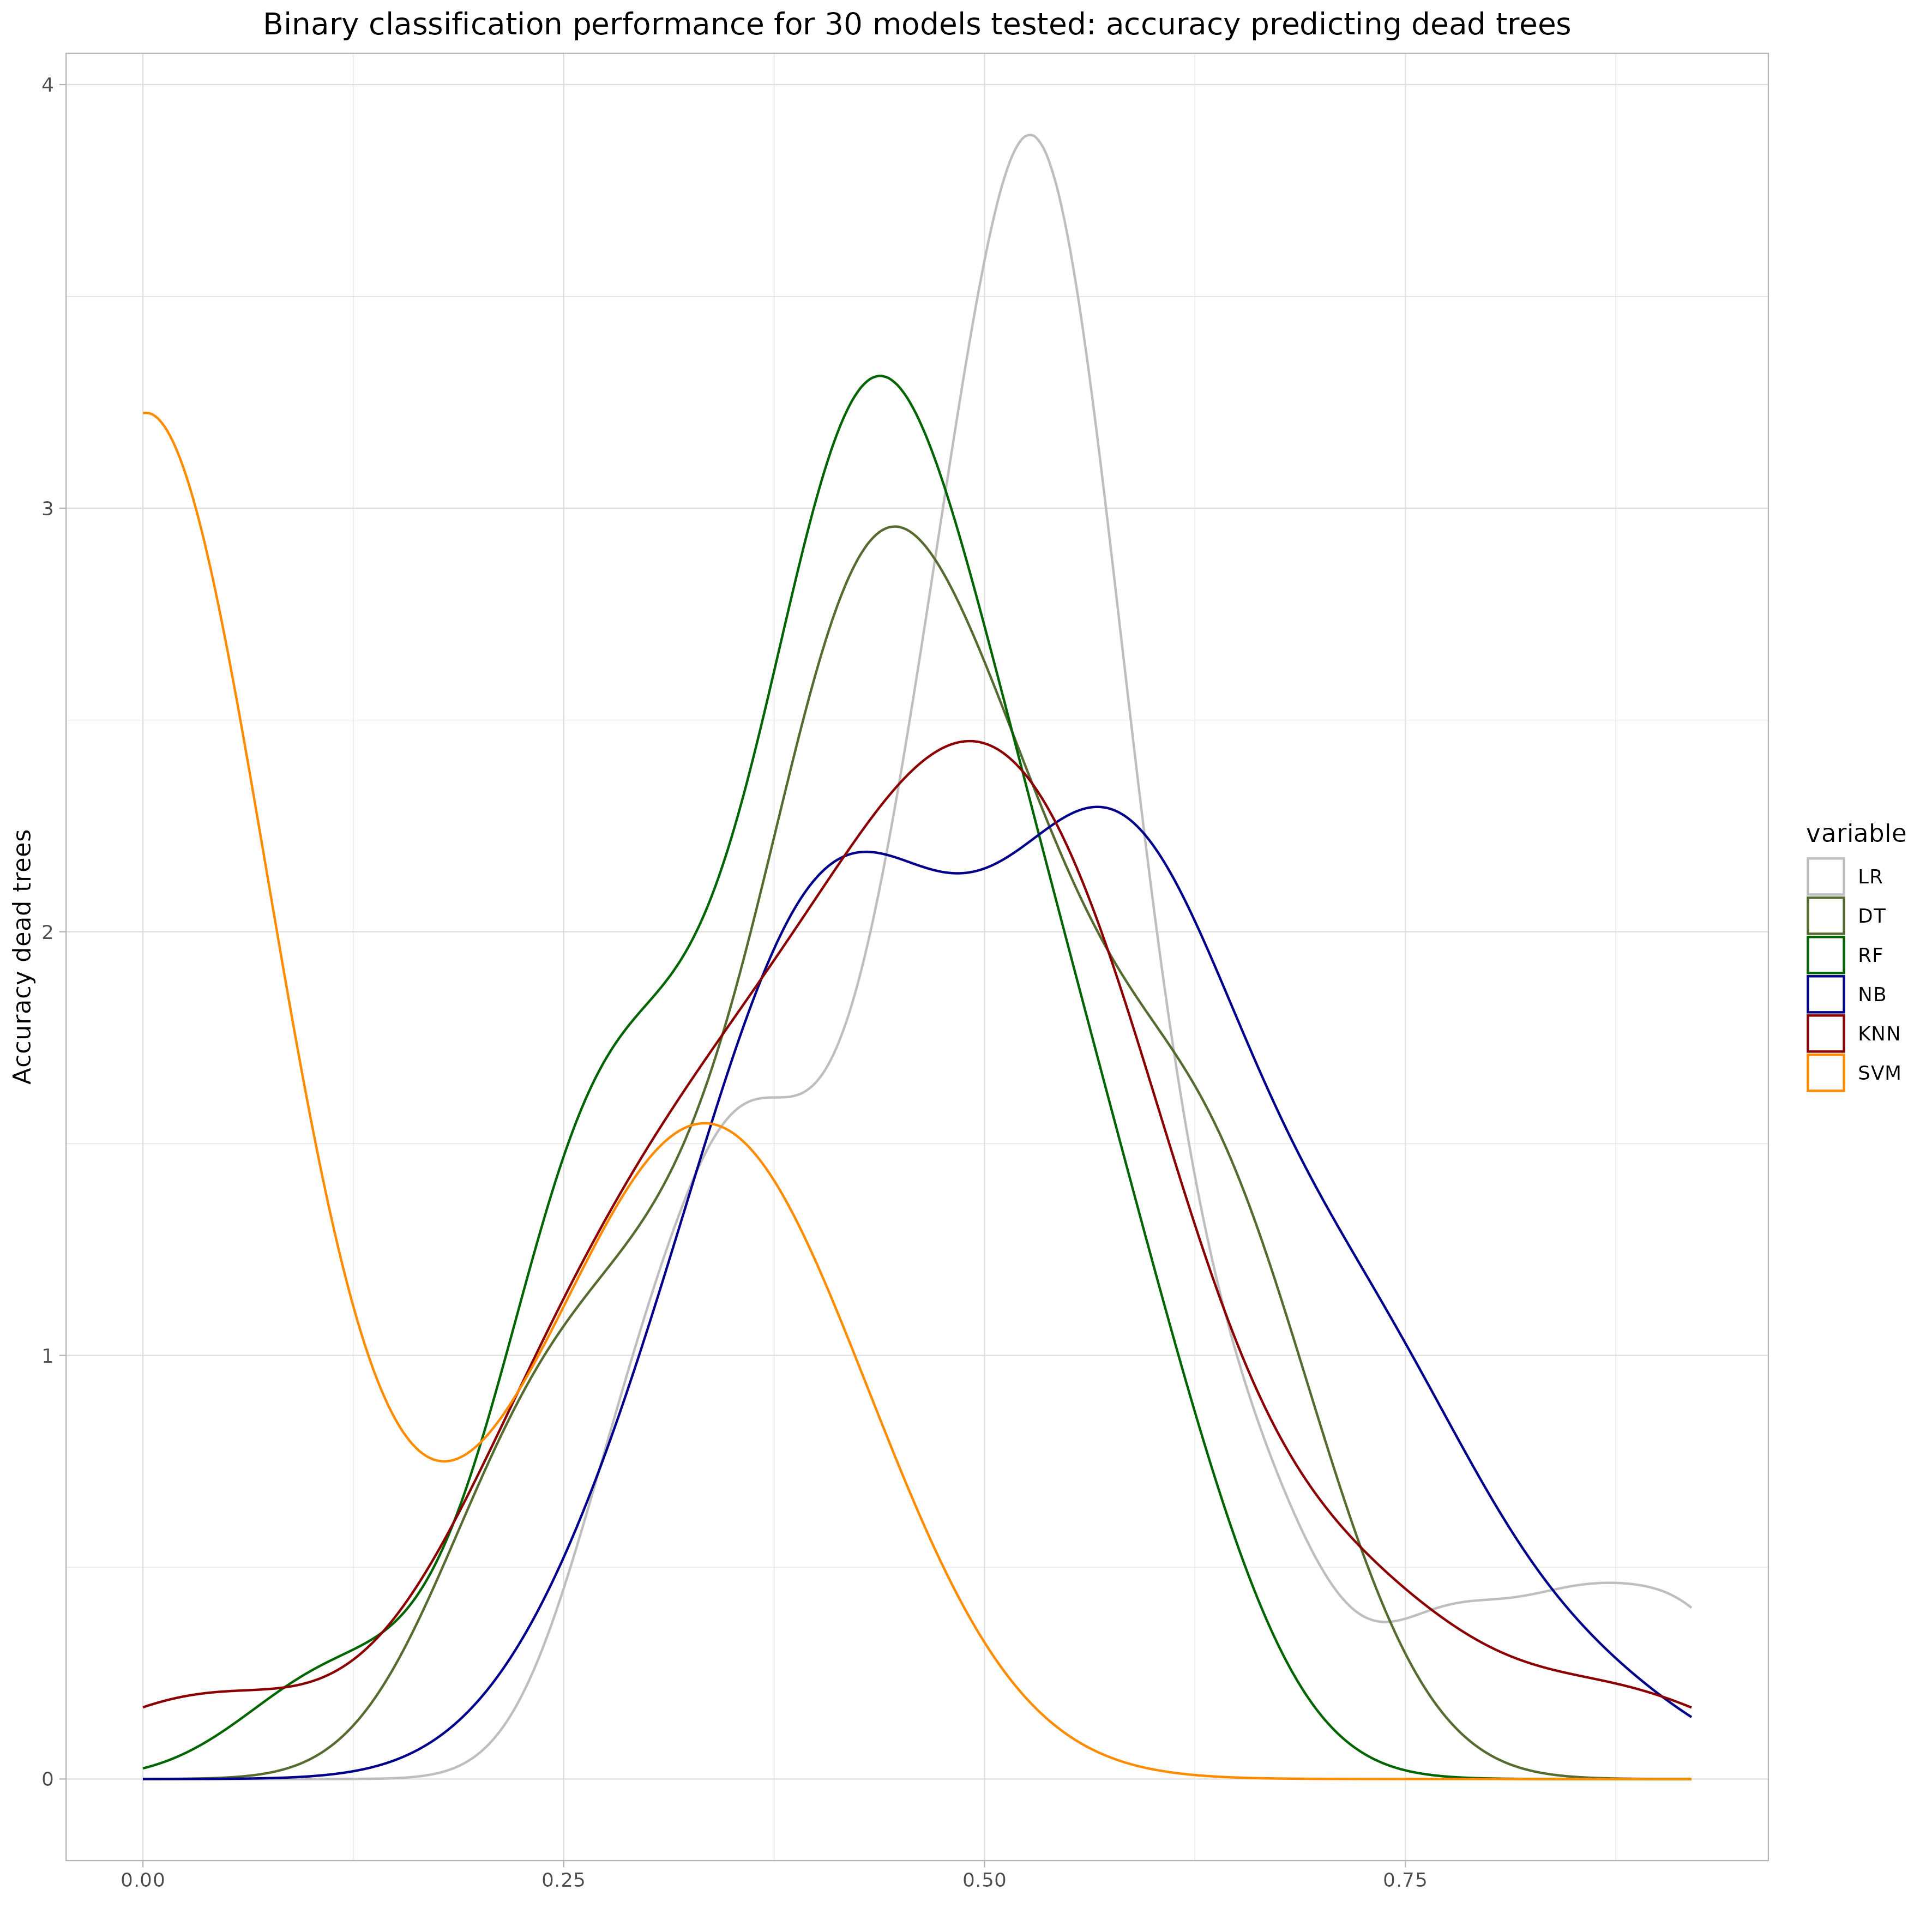 Binary classification performance for 30 models tested: accuracy predicting dead trees
4
3
2
1
0
Accuracy dead trees
0.00
0.25
0.50
0.75
variable
LR
DT
RF
NB
KNN
SVM